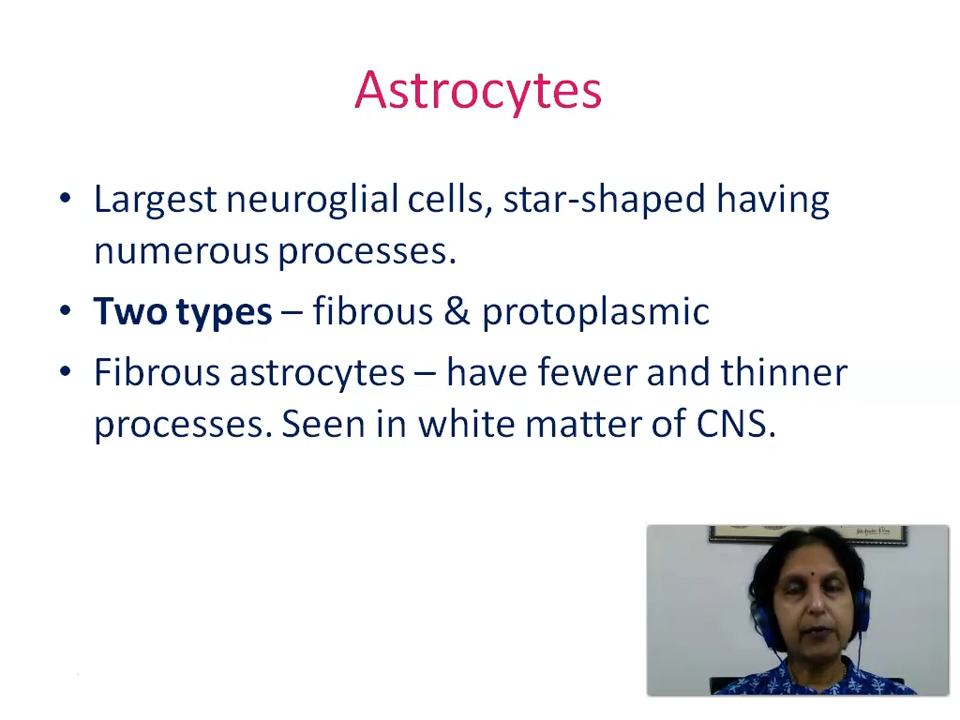 Astrocytes
• Largest neuroglial cells, star-shaped having
numerous processes.
• Two types – fibrous & protoplasmic
• Fibrous astrocytes – have fewer and thinner
processes. Seen in white matter of CNS.